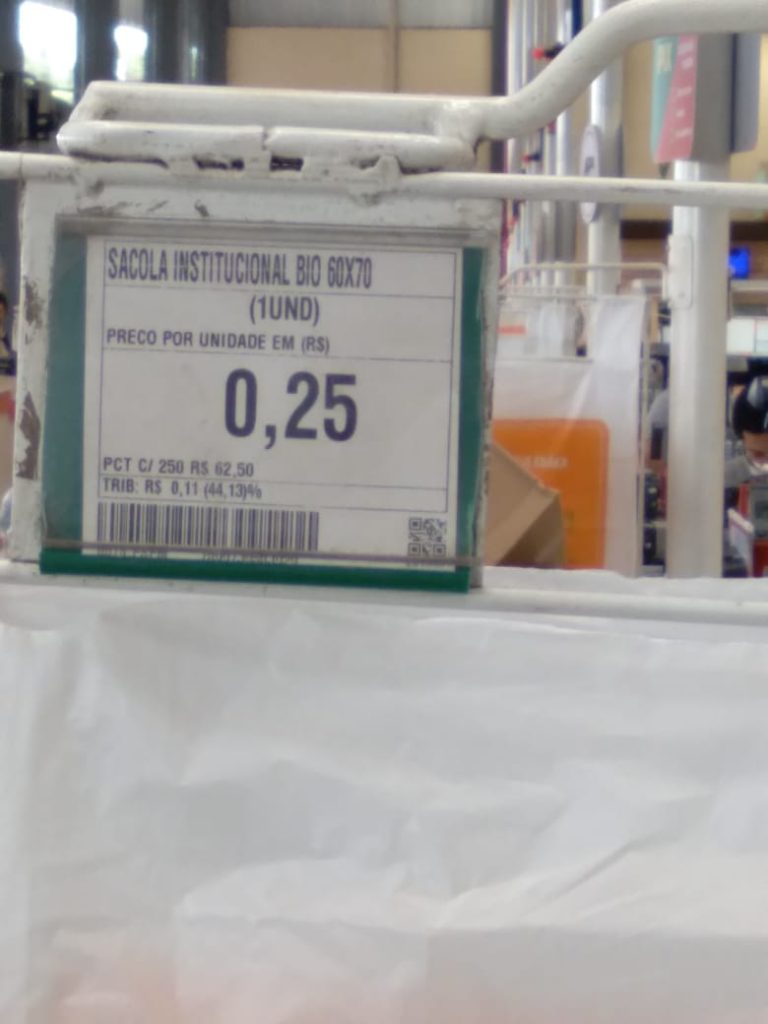 SACOLA INSTITUCIONAL BIO 60X70
(1UND)
PRECO POR UNIDADE EM (R$)
0,25
PCT C/ 250 R$ 62,50
TRIB: R$ 0,11 (44,13)%